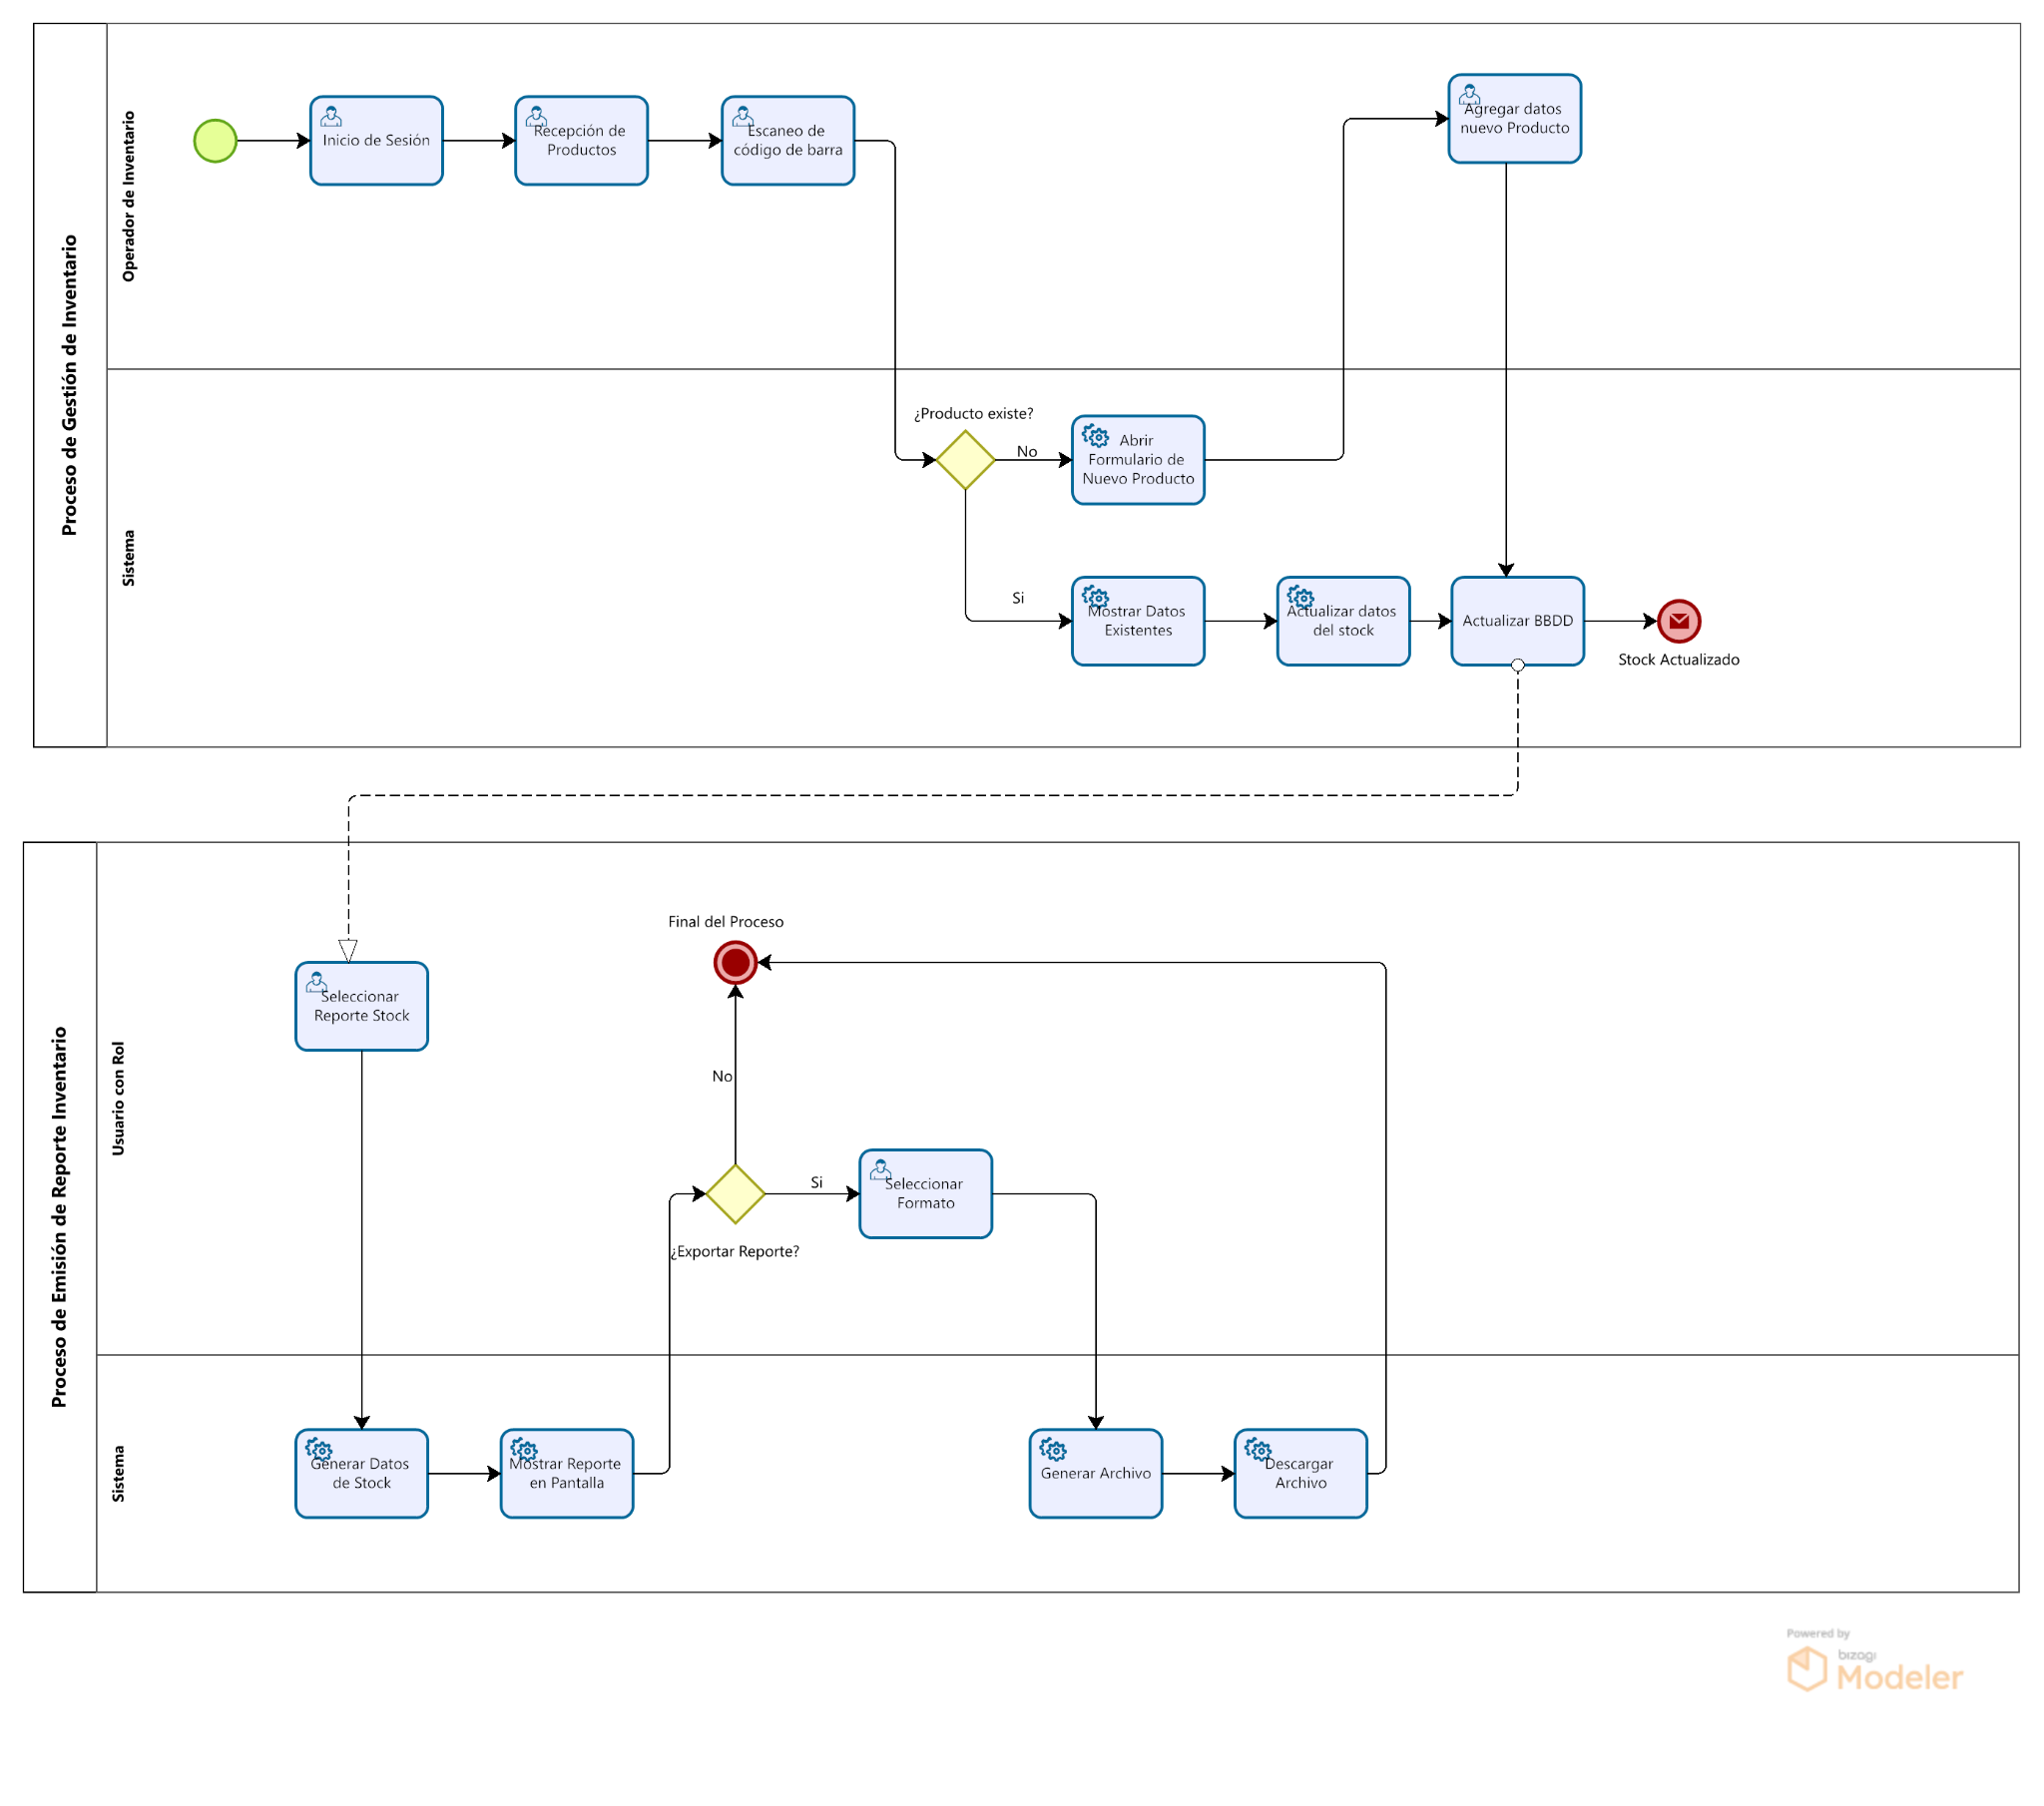 Proceso de Gestión de Inventario
Operador de Inventario
Inicio de Sesión
Recepción de
Productos
Escaneo de
código de barra
Agregar datos
nuevo Producto
Sistema
¿Producto existe?
No
Abrir
Formulario de
Nuevo Producto
Si
Mostrar Datos
Existentes
Actualizar datos
del stock
Actualizar BBDD
Stock Actualizado
Proceso de Emisión de Reporte Inventario
Usuario con Rol
Final del Proceso
Seleccionar
Reporte Stock
No
Si
Seleccionar
Formato
¿Exportar Reporte?
Sistema
Generar Datos
de Stock
Mostrar Reporte
en Pantalla
Generar Archivo
Descargar
Archivo
Powered by
bizagi
Modeler